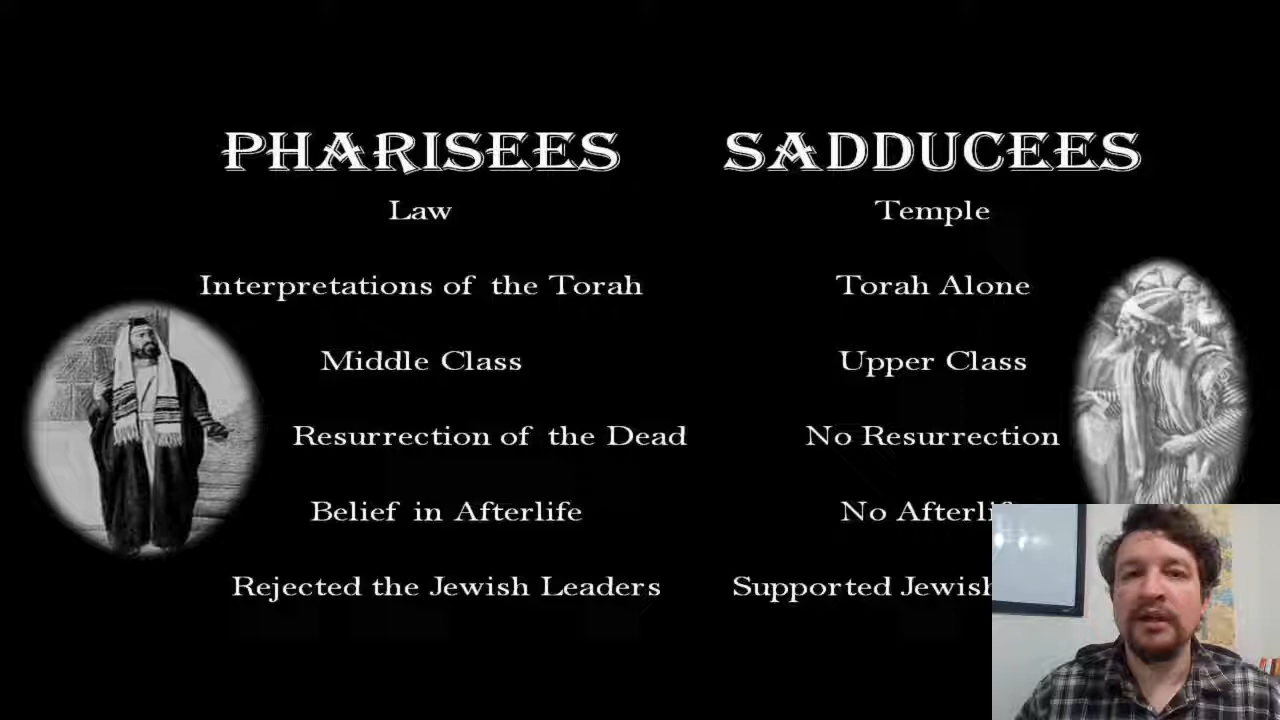 PHARISEES
Law
Interpretations of the Torah
Middle Class
Resurrection of the Dead
Belief in Afterlife
Rejected the Jewish Leaders
SADDUCEES
Temple
Torah Alone
Upper Class
No Resurrection
No
Supported Jewish